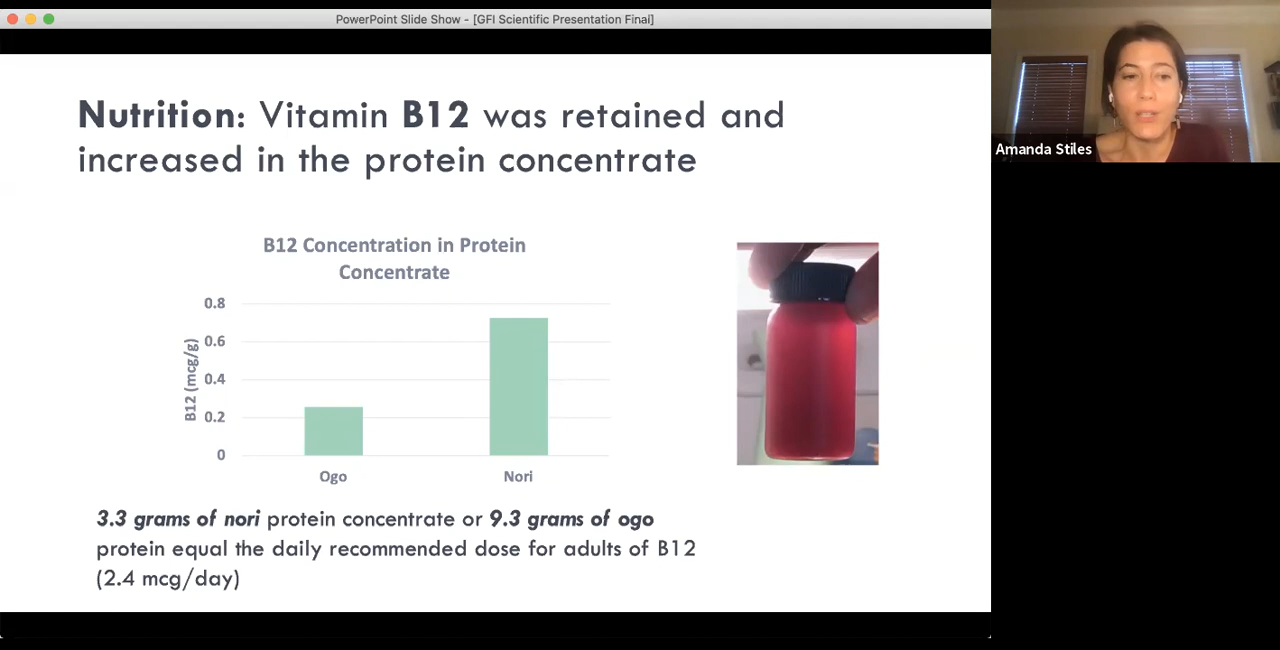 PowerPoint Slide Show - [GFI Scientific Presentation Final]
Nutrition: Vitamin B12 was retained and
increased in the protein concentrate
B12 Concentration in Protein
Concentrate
B12 (mcg/g)
0.8
0.6
0.4
0.2
0
Ogo
Nori
3.3 grams of nori protein concentrate or 9.3 grams of ogo
protein equal the daily recommended dose for adults of B12
(2.4 mcg/day)
Amanda Stiles